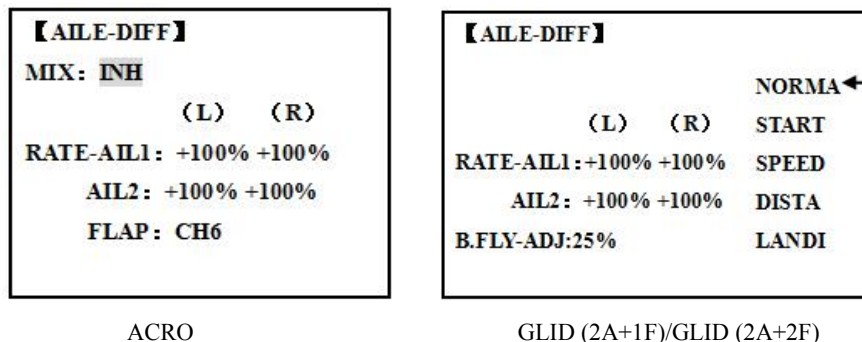 【AILE-DIFF】
MIX: INH
(L) (R)
RATE-AIL1: +100% +100%
AIL2: +100% +100%
FLAP: CH6
ACRO
【AILE-DIFF】
NORMA
(L) (R) START
RATE-AIL1:+100% +100% SPEED
AIL2: +100% +100% DISTA
B.FLY-ADJ:25% LANDI
GLID (2A+1F)/GLID (2A+2F)